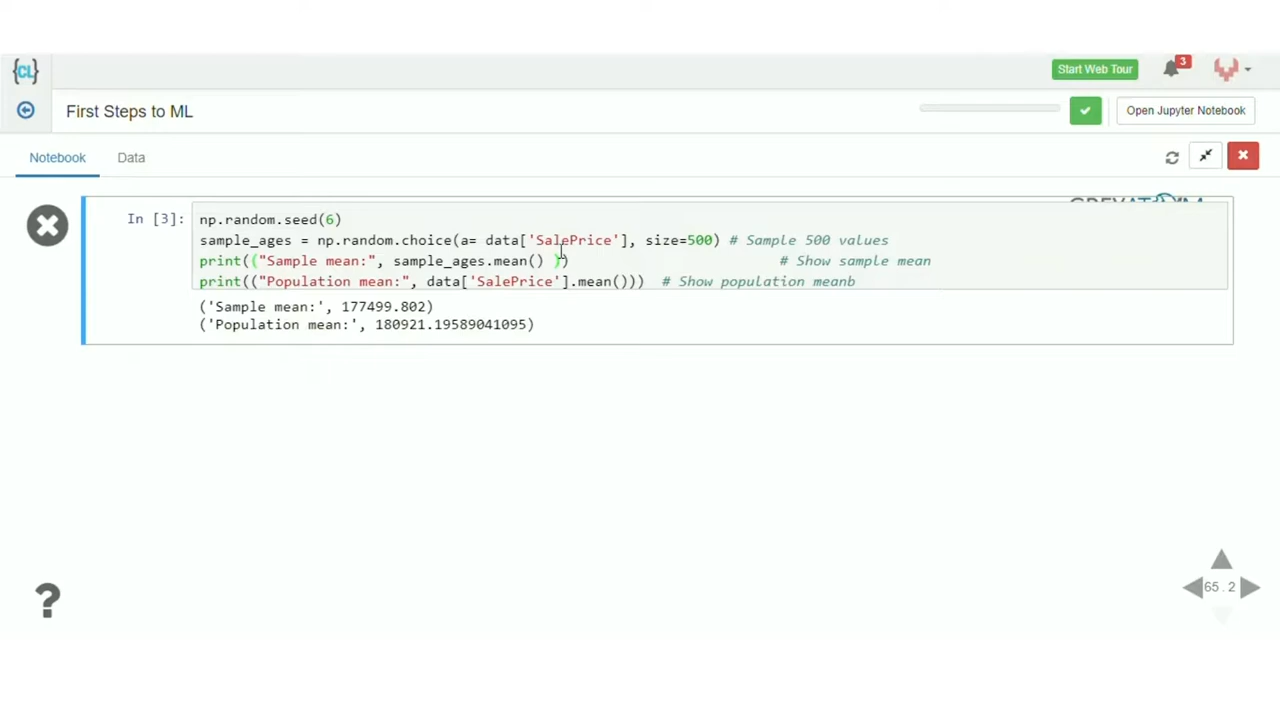 {CL}
Start Web Tour
3
First Steps to ML
Open Jupyter Notebook
Notebook Data
In [3]: np.random.seed(6)
sample_ages = np.random.choice(a= data['SalePrice'], size=500) # Sample 500 values
print(("Sample mean:", sample_ages.mean() )) # Show sample mean
print(("Population mean:", data['SalePrice'].mean())) # Show population meanb
('Sample mean:', 177499.802)
('Population mean:', 180921.19589041095)
?
65.2